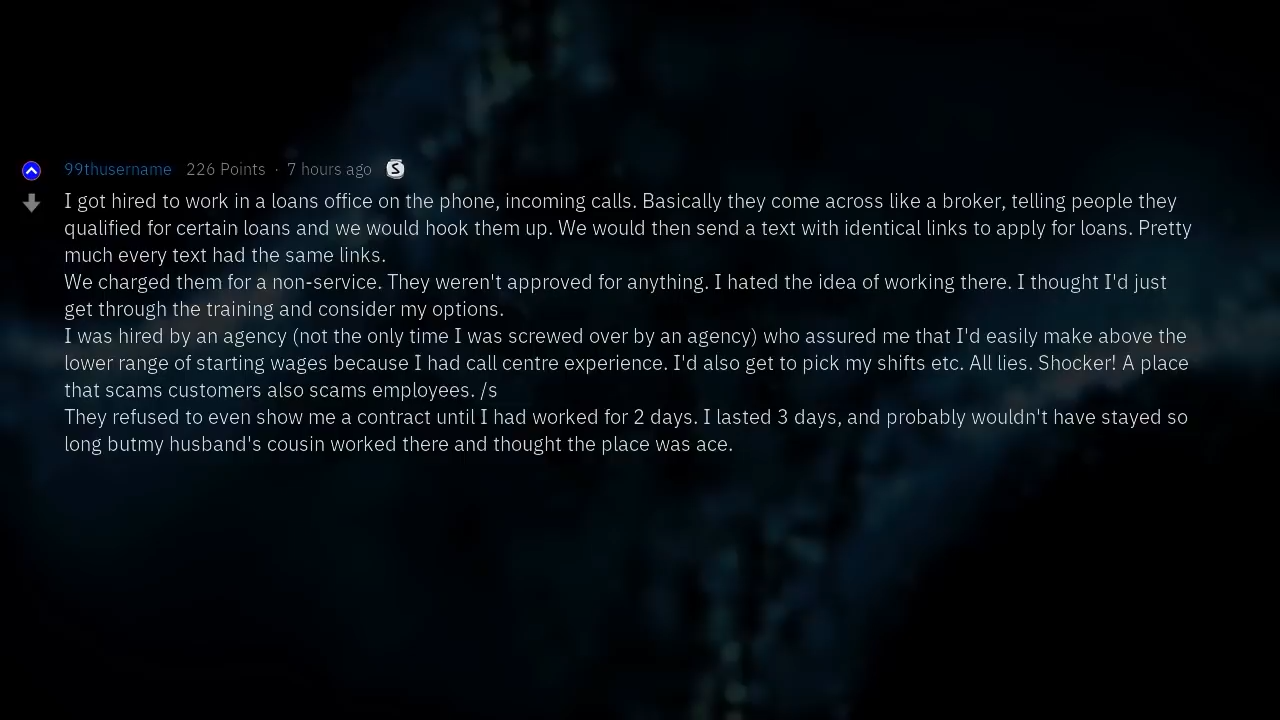 99thusername 226 Points · 7 hours ago S
I got hired to work in a loans office on the phone, incoming calls. Basically they come across like a broker, telling people they
qualified for certain loans and we would hook them up. We would then send a text with identical links to apply for loans. Pretty
much every text had the same links.
We charged them for a non-service. They weren't approved for anything. I hated the idea of working there. I thought I'd just
get through the training and consider my options.
I was hired by an agency (not the only time I was screwed over by an agency) who assured me that I'd easily make above the
lower range of starting wages because I had call centre experience. I'd also get to pick my shifts etc. All lies. Shocker! A place
that scams customers also scams employees. /s
They refused to even show me a contract until I had worked for 2 days. I lasted 3 days, and probably wouldn't have stayed so
long butmy husband's cousin worked there and thought the place was ace.